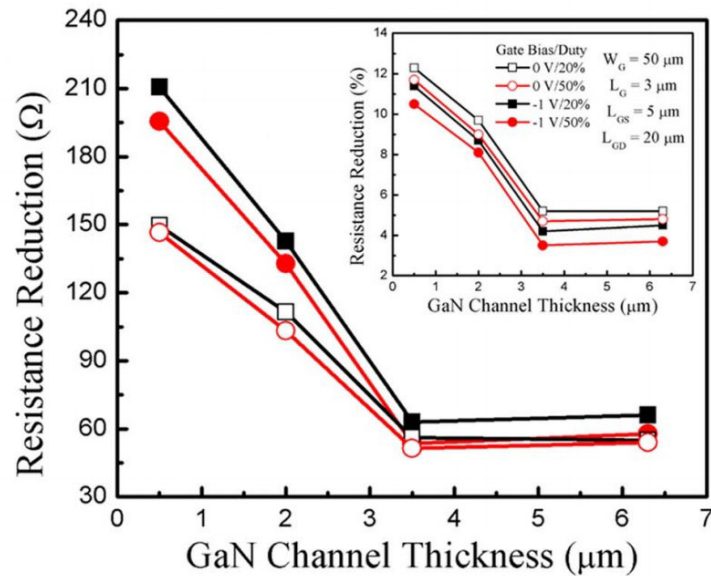 240
210
180
150
120
90
60
30
Resistance Reduction (Ω)
0 1 2 3 4 5 6 7
GaN Channel Thickness (μm)
14
12
10
8
6
4
2
Resistance Reduction (%)
0 1 2 3 4 5 6 7
GaN Channel Thickness (μm)
Gate Bias/Duty
0 V/20%
0 V/50%
-1 V/20%
-1 V/50%
W_G = 50 μm
L_G = 3 μm
L_GS = 5 μm
L_GD = 20 μm